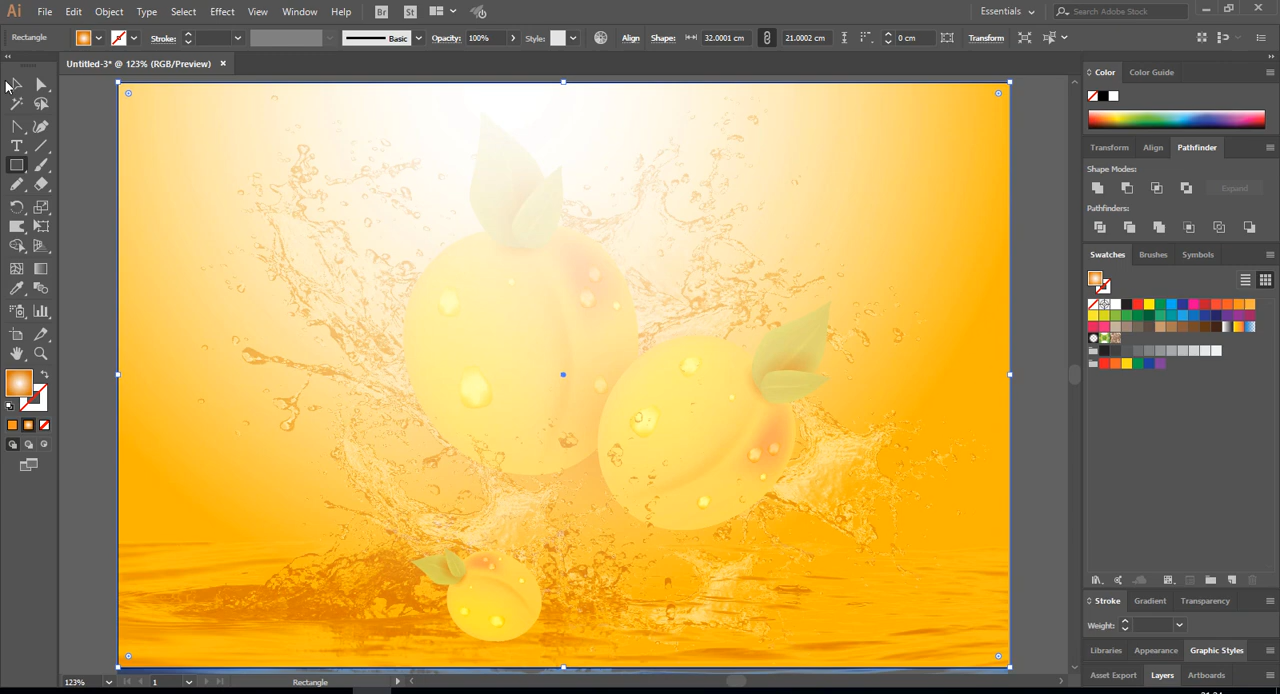 Ai File Edit Object Type Select Effect View Window Help Br St Essentials Search Adobe Stock
Rectangle Stroke: Basic Opacity: 100% Style: Align Shape: 32.0001 cm 21.0002 cm 0 cm Transform
Untitled-3* @ 123% (RGB/Preview) ×
Color Color Guide
Transform Align Pathfinder
Shape Modes:
Expand
Pathfinders:
Swatches Brushes Symbols
Stroke Gradient Transparency
Weight:
Libraries Appearance Graphic Styles
Asset Export Layers Artboards
123% 1 Rectangle